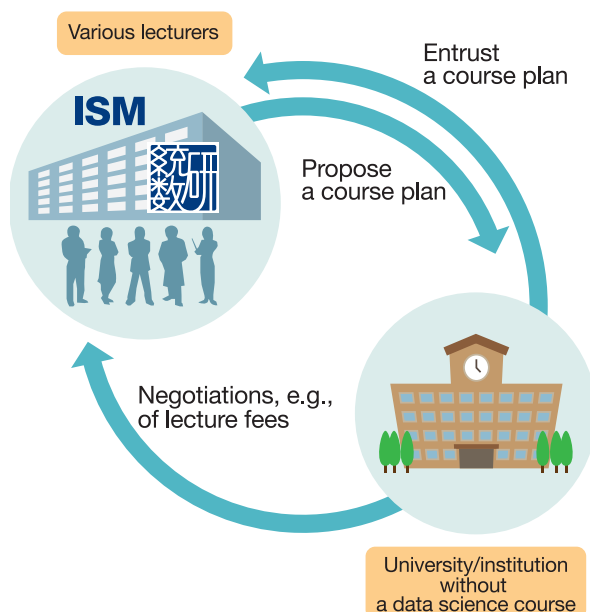 Various lecturers
ISM
統数研
Entrust
a course plan
Propose
a course plan
Negotiations, e.g.,
of lecture fees
University/institution
without
a data science course